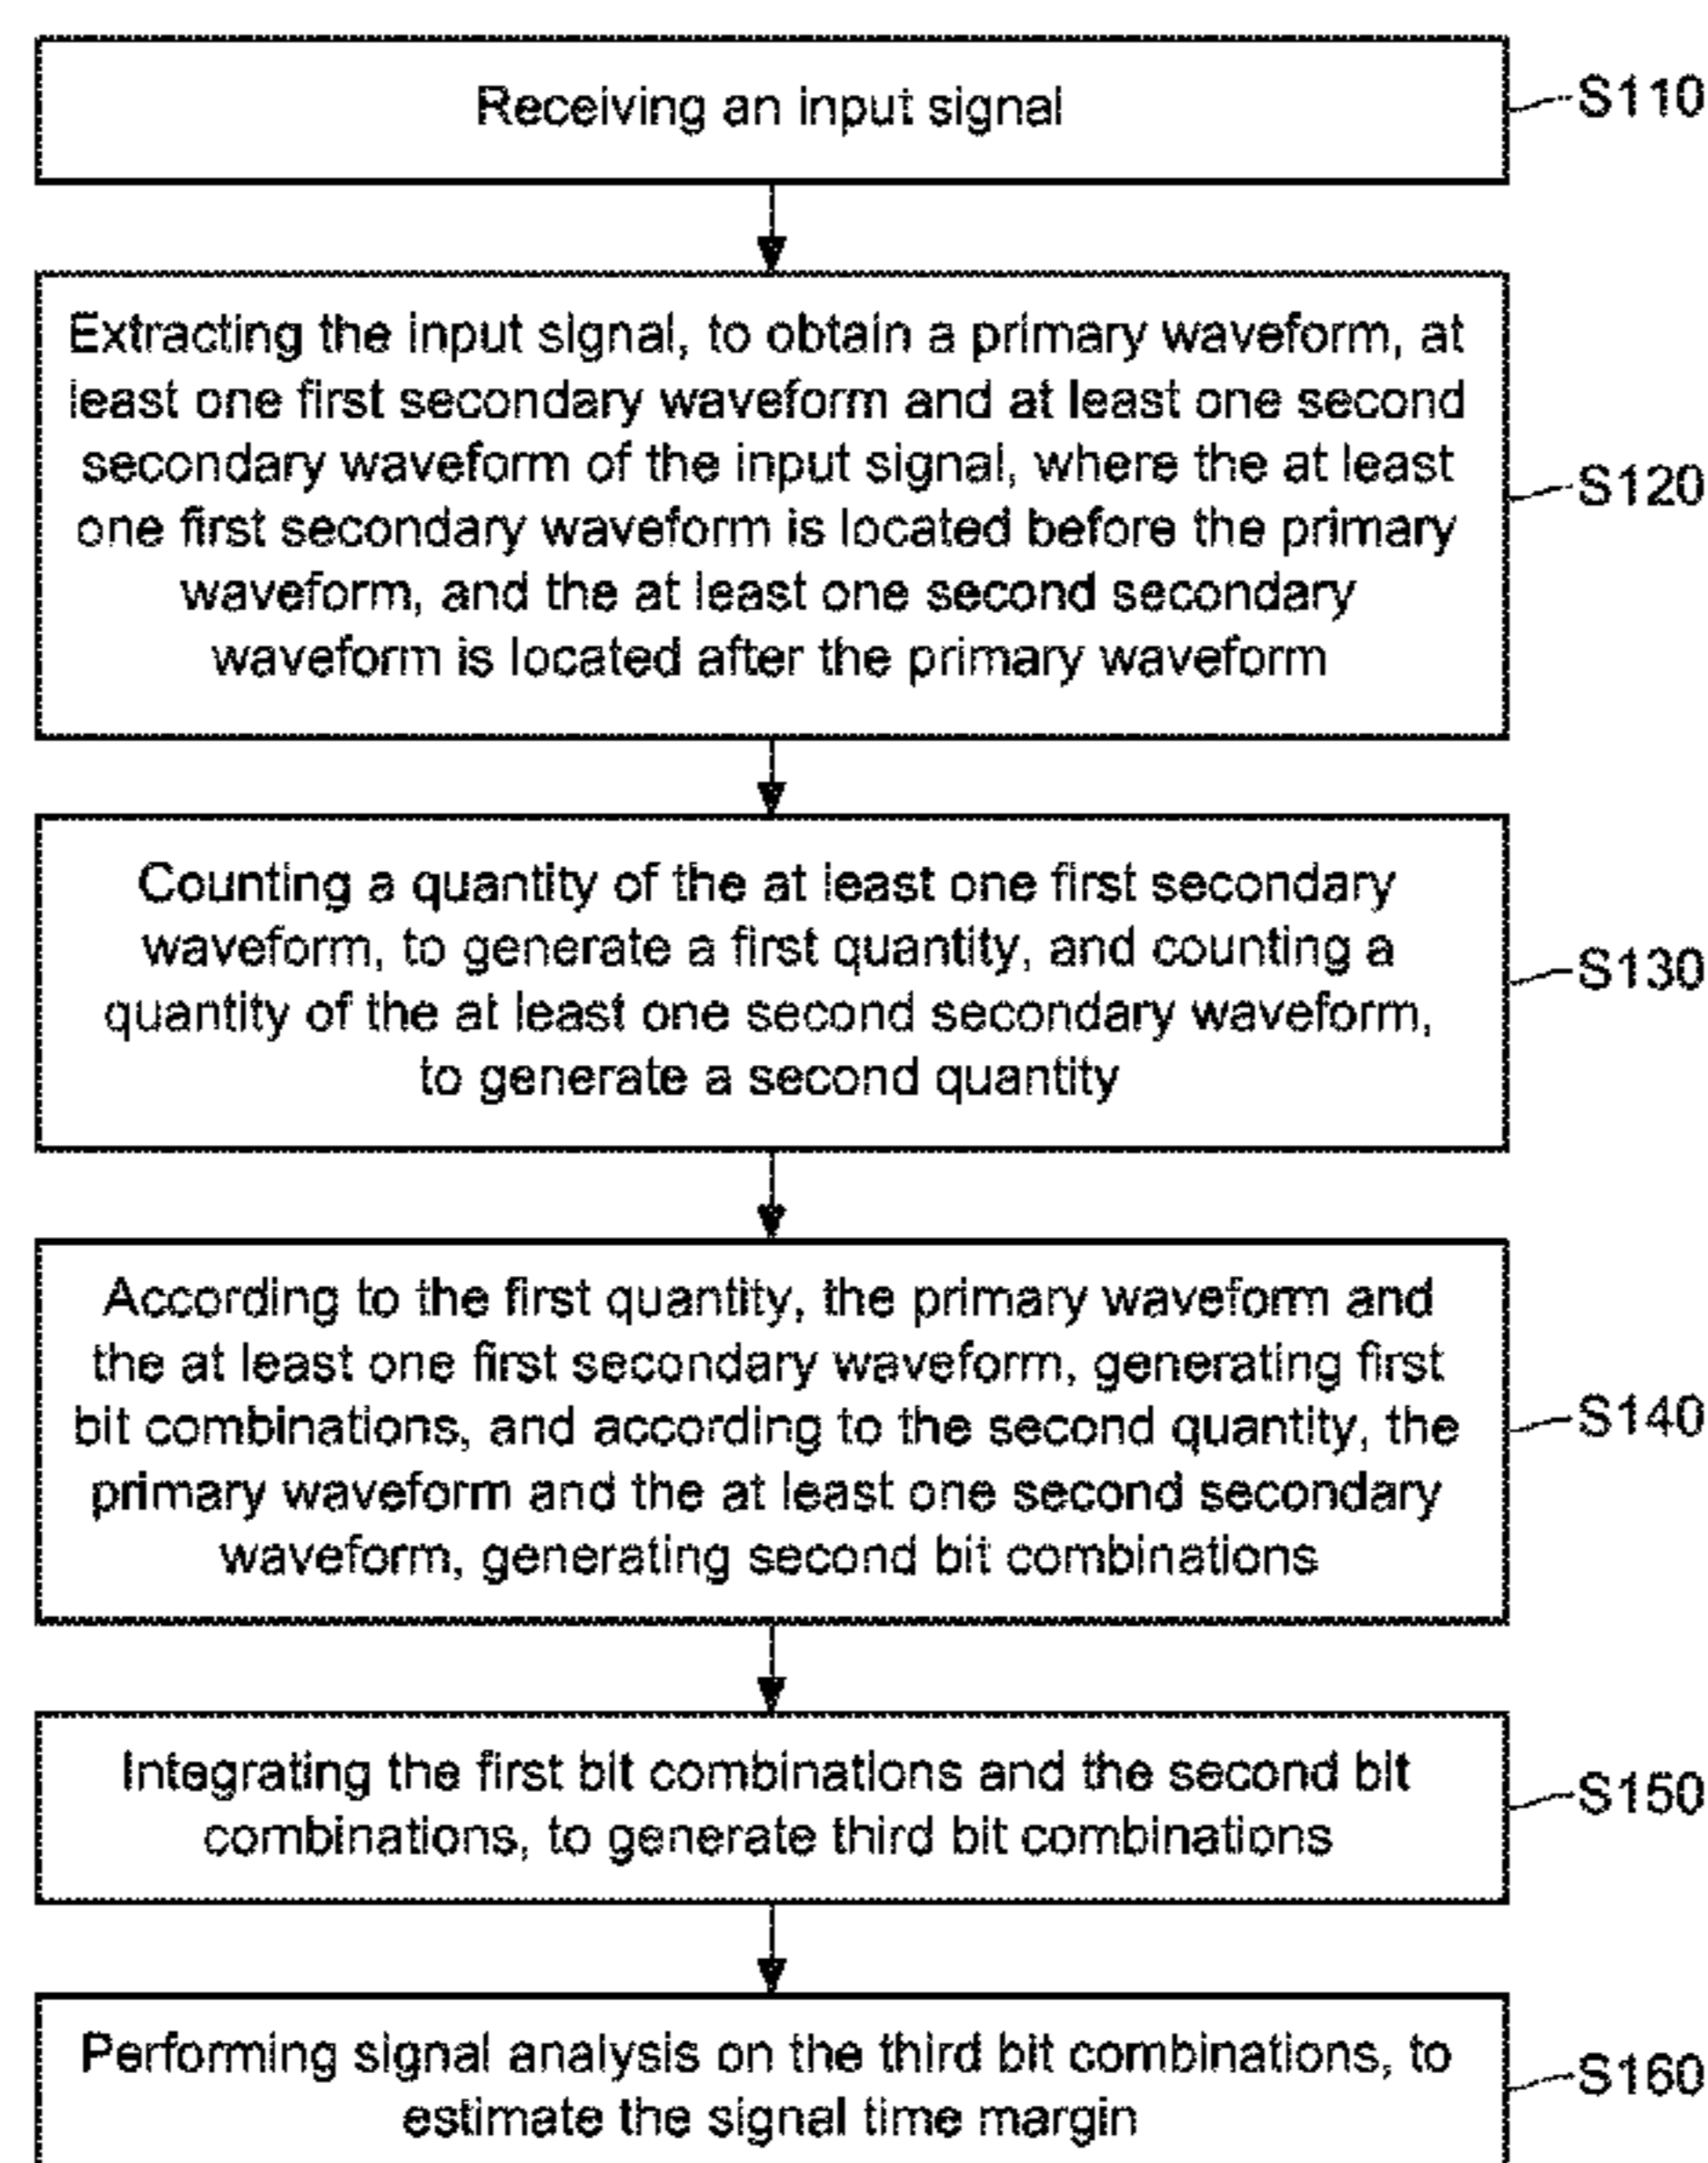 Receiving an input signal
S110
Extracting the input signal, to obtain a primary waveform, at
least one first secondary waveform and at least one second
secondary waveform of the input signal, where the at least
one first secondary waveform is located before the primary
waveform, and the at least one second secondary
waveform is located after the primary waveform
S120
Counting a quantity of the at least one first secondary
waveform, to generate a first quantity, and counting a
quantity of the at least one second secondary waveform,
to generate a second quantity
S130
According to the first quantity, the primary waveform and
the at least one first secondary waveform, generating first
bit combinations, and according to the second quantity, the
primary waveform and the at least one second secondary
waveform, generating second bit combinations
S140
Integrating the first bit combinations and the second bit
combinations, to generate third bit combinations
S150
Performing signal analysis on the third bit combinations, to
estimate the signal time margin
S160